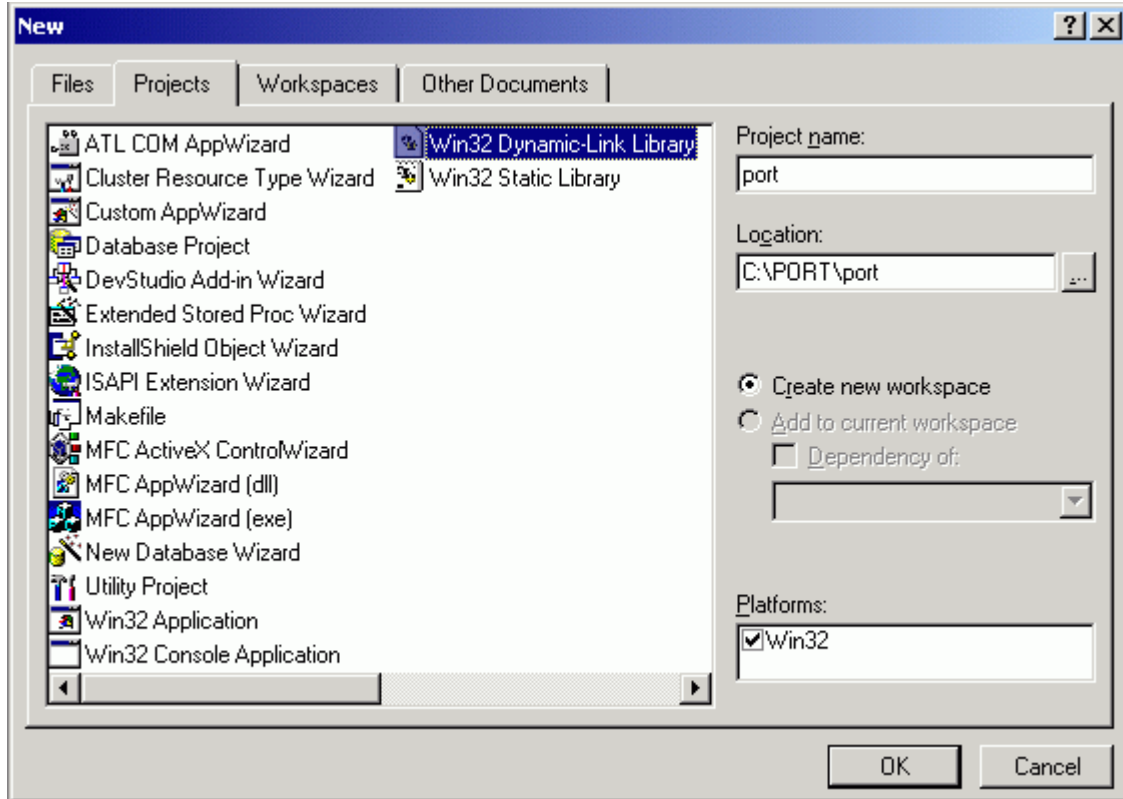 New
Files Projects Workspaces Other Documents
ATL COM AppWizard
Cluster Resource Type Wizard
Custom AppWizard
Database Project
DevStudio Add-in Wizard
Extended Stored Proc Wizard
InstallShield Object Wizard
ISAPI Extension Wizard
Makefile
MFC ActiveX ControlWizard
MFC AppWizard (dll)
MFC AppWizard (exe)
New Database Wizard
Utility Project
Win32 Application
Win32 Console Application
Win32 Dynamic-Link Library
Win32 Static Library
Project name:
port
Location:
C:\PORT\port
...
Create new workspace
Add to current workspace
Dependency of:
Platforms:
Win32
OK Cancel